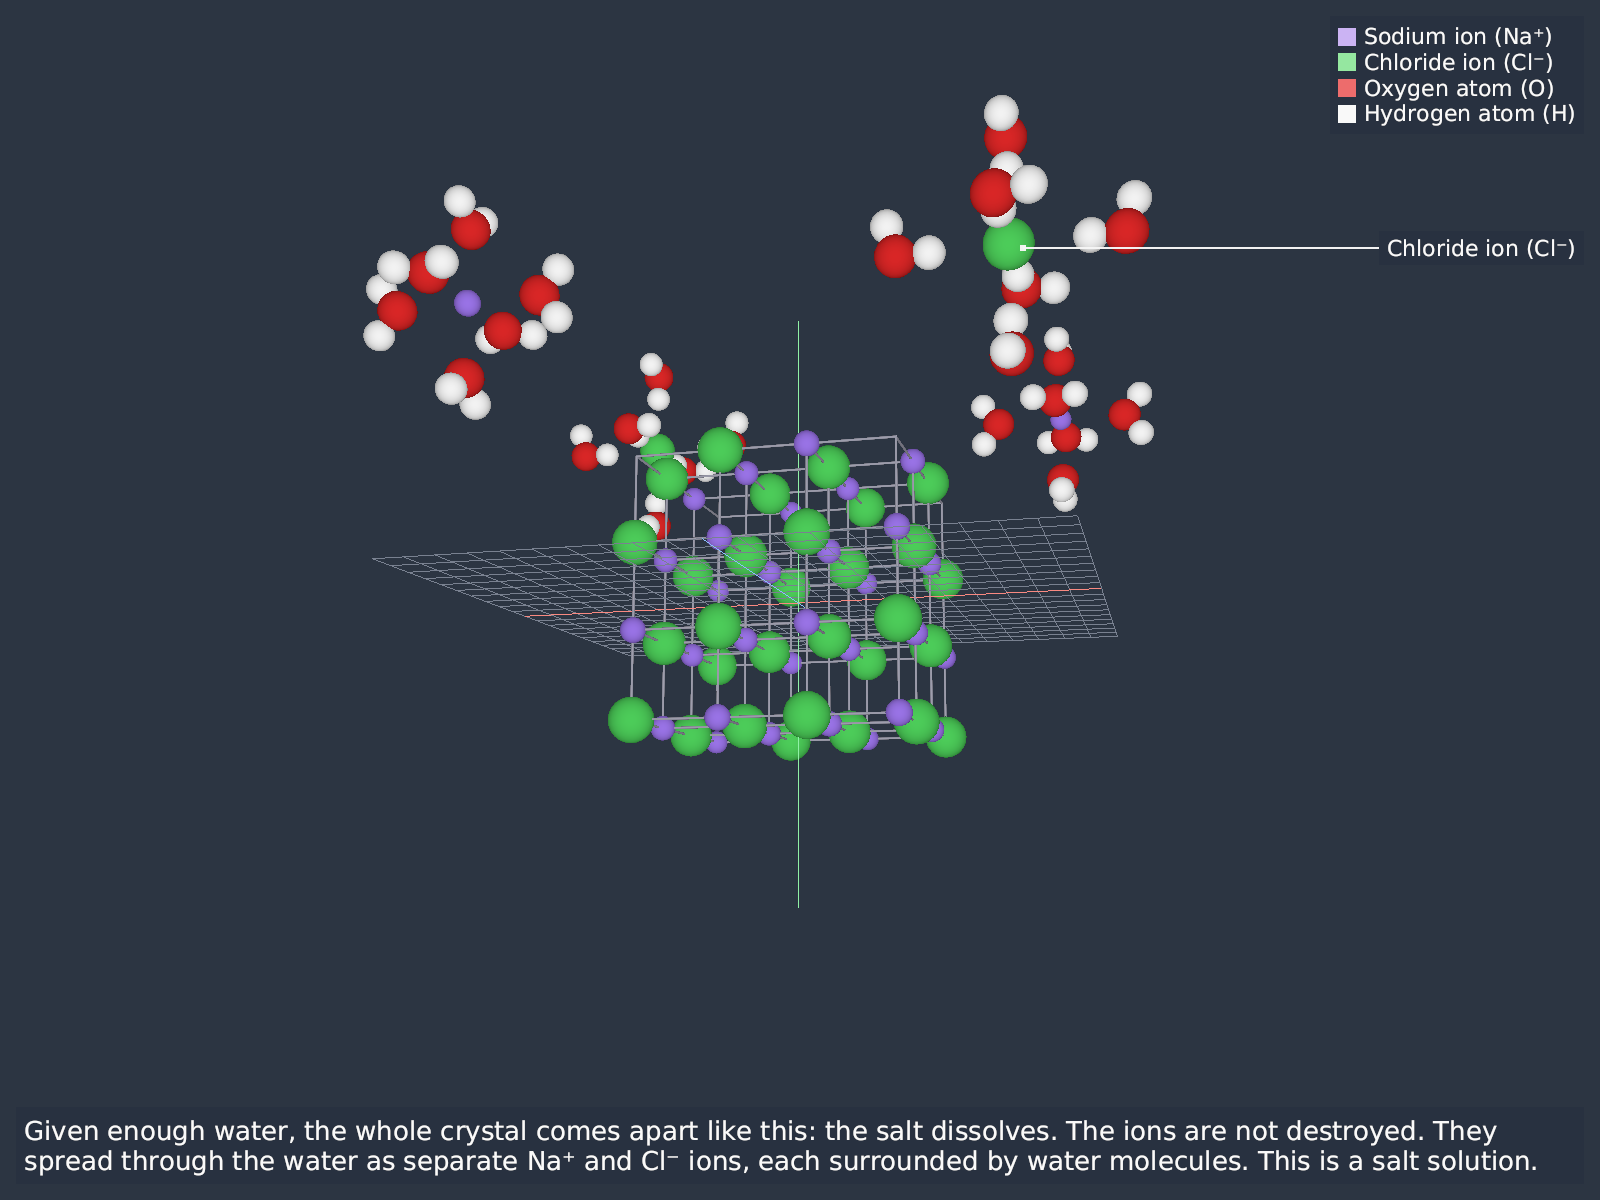 Sodium ion (Na⁺)
Chloride ion (Cl⁻)
Oxygen atom (O)
Hydrogen atom (H)
Chloride ion (Cl⁻)
Given enough water, the whole crystal comes apart like this: the salt dissolves. The ions are not destroyed. They
spread through the water as separate Na⁺ and Cl⁻ ions, each surrounded by water molecules. This is a salt solution.